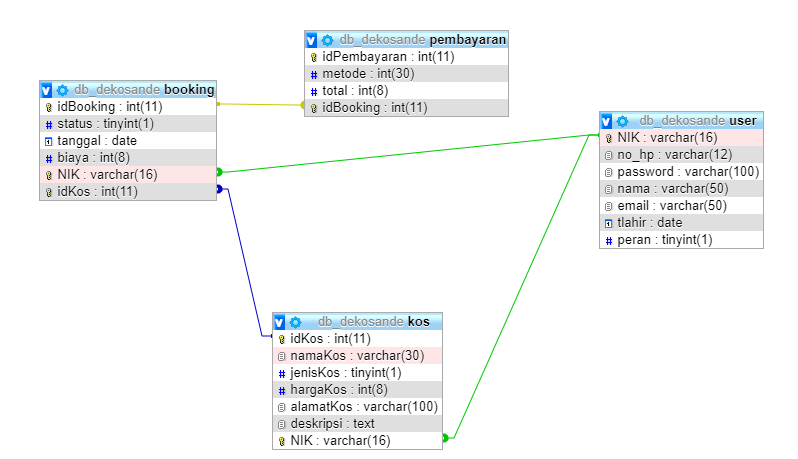 db_dekosande pembayaran
idPembayaran : int(11)
metode : int(30)
total : int(8)
idBooking : int(11)
db_dekosande booking
idBooking : int(11)
status : tinyint(1)
tanggal : date
biaya : int(8)
NIK : varchar(16)
idKos : int(11)
db_dekosande user
NIK : varchar(16)
no_hp : varchar(12)
password : varchar(100)
nama : varchar(50)
email : varchar(50)
tlahir : date
peran : tinyint(1)
db_dekosande kos
idKos : int(11)
namaKos : varchar(30)
jenisKos : tinyint(1)
hargaKos : int(8)
alamatKos : varchar(100)
deskripsi : text
NIK : varchar(16)